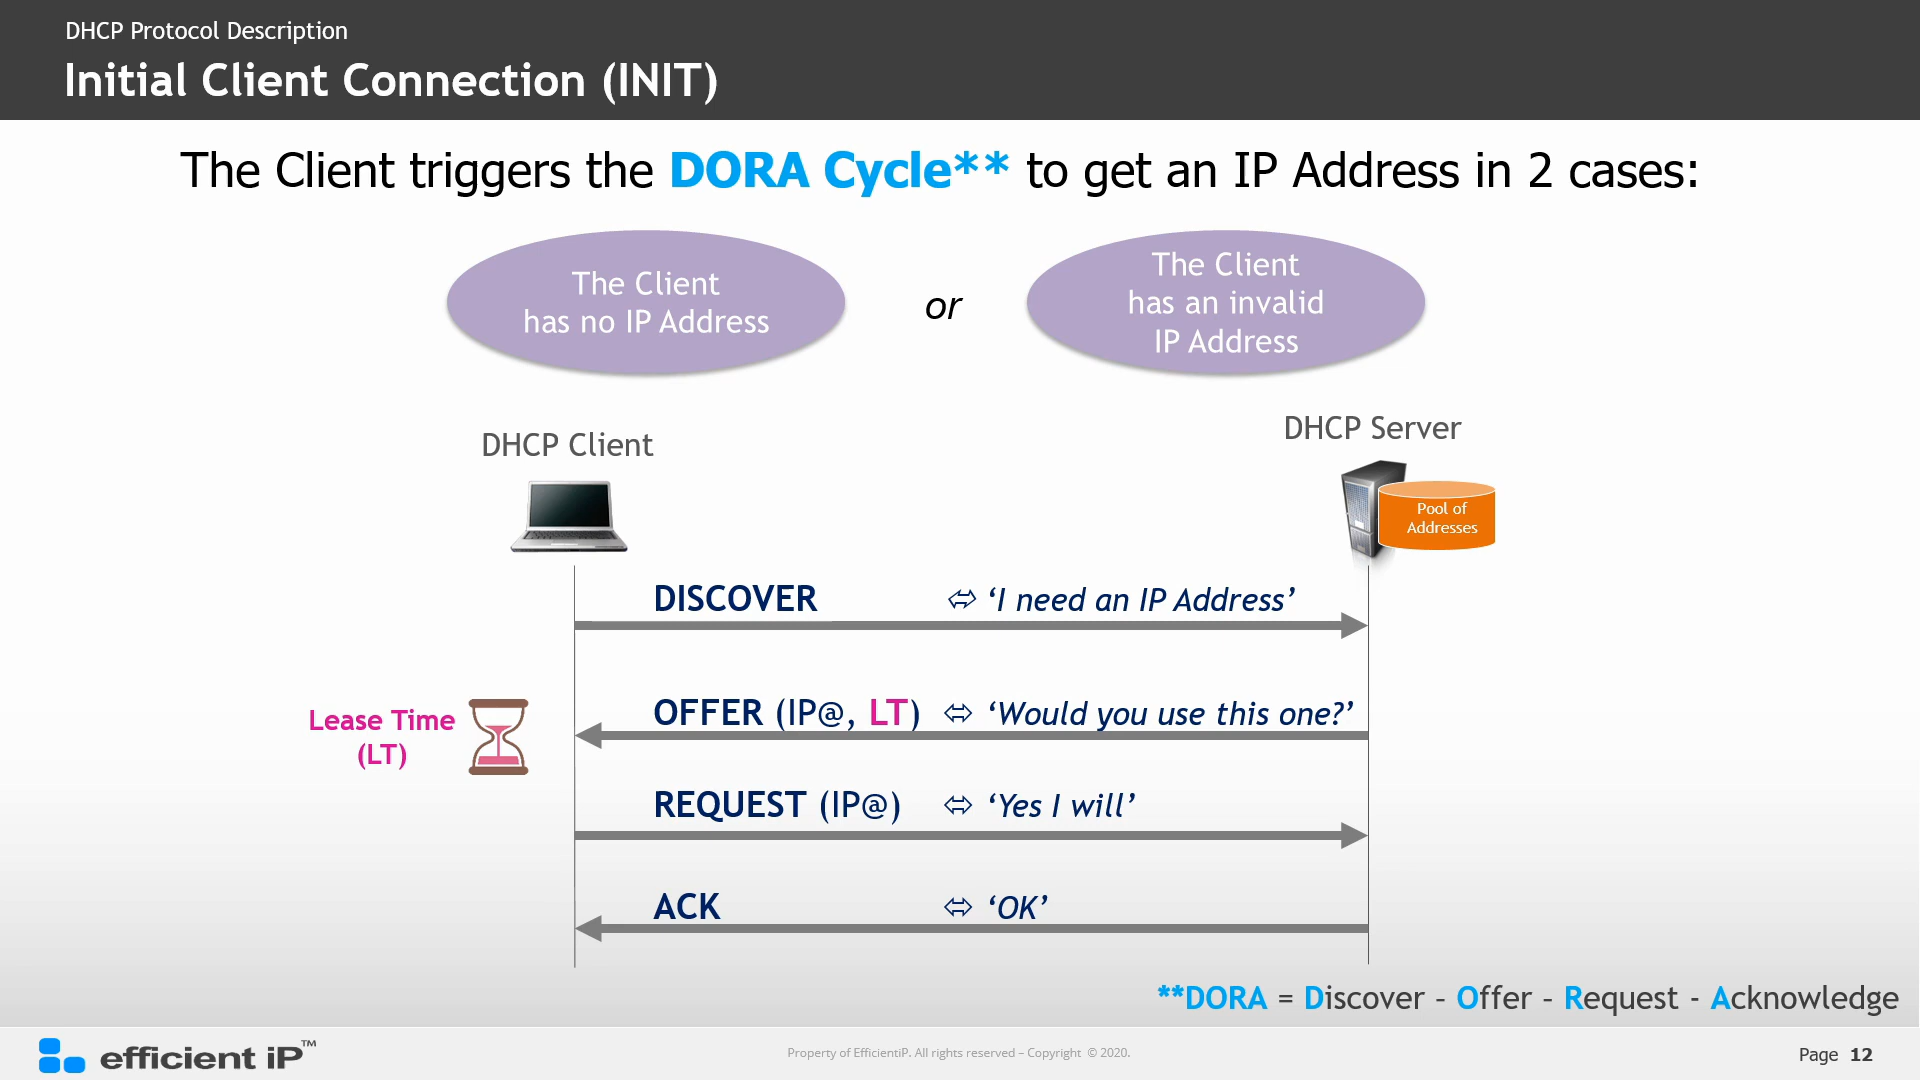 DHCP Protocol Description
Initial Client Connection (INIT)
The Client triggers the DORA Cycle** to get an IP Address in 2 cases:
The Client
has no IP Address
or
The Client
has an invalid
IP Address
DHCP Client
DHCP Server
Pool of
Addresses
DISCOVER ⬄ ‘I need an IP Address’
Lease Time
(LT)
OFFER (IP@, LT) ⬄ ‘Would you use this one?’
REQUEST (IP@) ⬄ ‘Yes I will’
ACK ⬄ ‘OK’
**DORA = Discover – Offer – Request - Acknowledge
efficient iP™
Property of EfficientiP. All rights reserved – Copyright © 2020.
Page 12